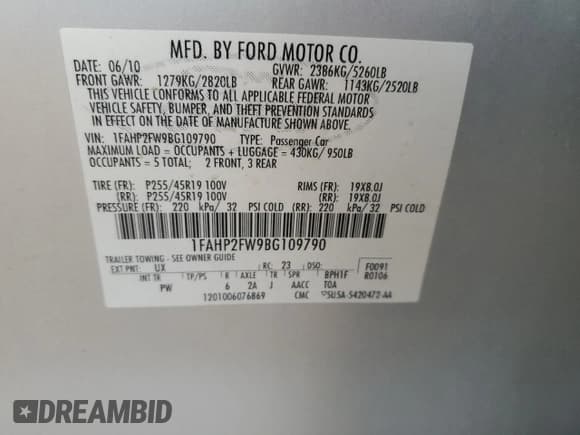 MFD. BY FORD MOTOR CO.
DATE: 06/10 GVWR: 2386KG/5260LB
FRONT GAWR: 1279KG/2820LB REAR GAWR: 1143KG/2520LB
THIS VEHICLE CONFORMS TO ALL APPLICABLE FEDERAL MOTOR
VEHICLE SAFETY, BUMPER, AND THEFT PREVENTION STANDARDS
IN EFFECT ON THE DATE OF MANUFACTURE SHOWN ABOVE.
VIN: 1FAHP2FW9BG109790 TYPE: Passenger Car
MAXIMUM LOAD = OCCUPANTS + LUGGAGE = 430KG/ 950LB
OCCUPANTS = 5 TOTAL; 2 FRONT, 3 REAR
TIRE (FR): P255/45R19 100V RIMS (FR): 19X8.0J
(RR): P255/45R19 100V (RR): 19X8.0J
PRESSURE (FR): 220 kPa/ 32 PSI COLD (RR): 220 kPa/ 32 PSI COLD
1FAHP2FW9BG109790
TRAILER TOWING - SEE OWNER GUIDE
EXT PNT: UX RC: 23 DSO: F0091
INT TR TP/PS R AXLE TR SPR BPH1F R0106
PW 6 2A J AACC TOA
1201006076869 CMC 5U5A-5420472-AA
DREAMBID